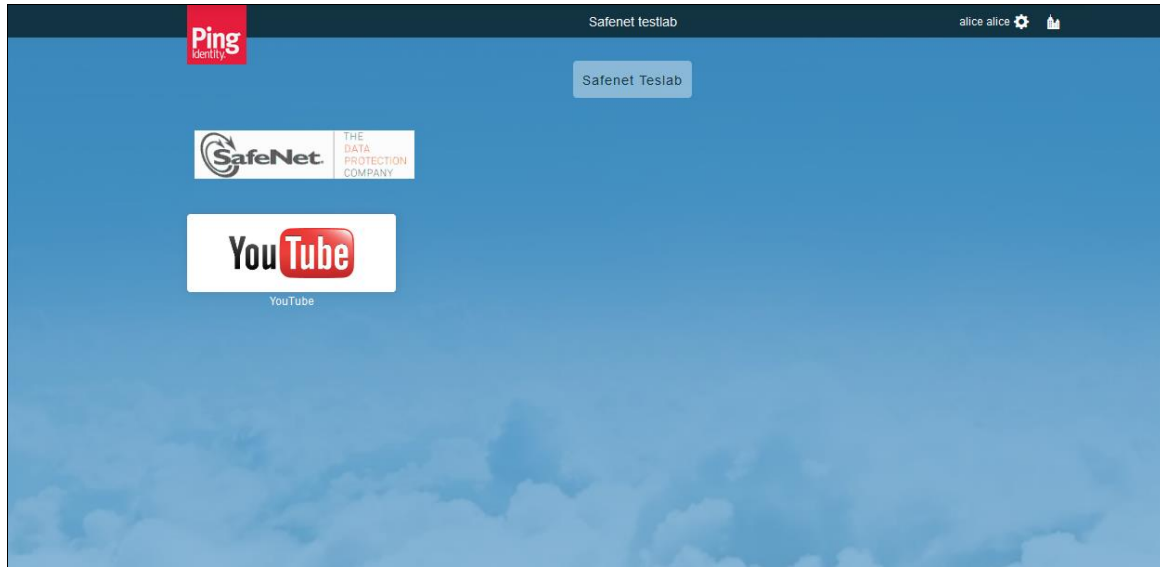 Safenet testlab
alice alice
Ping
Identity
Safenet Teslab
SafeNet.
THE
DATA
PROTECTION
COMPANY
YouTube
YouTube